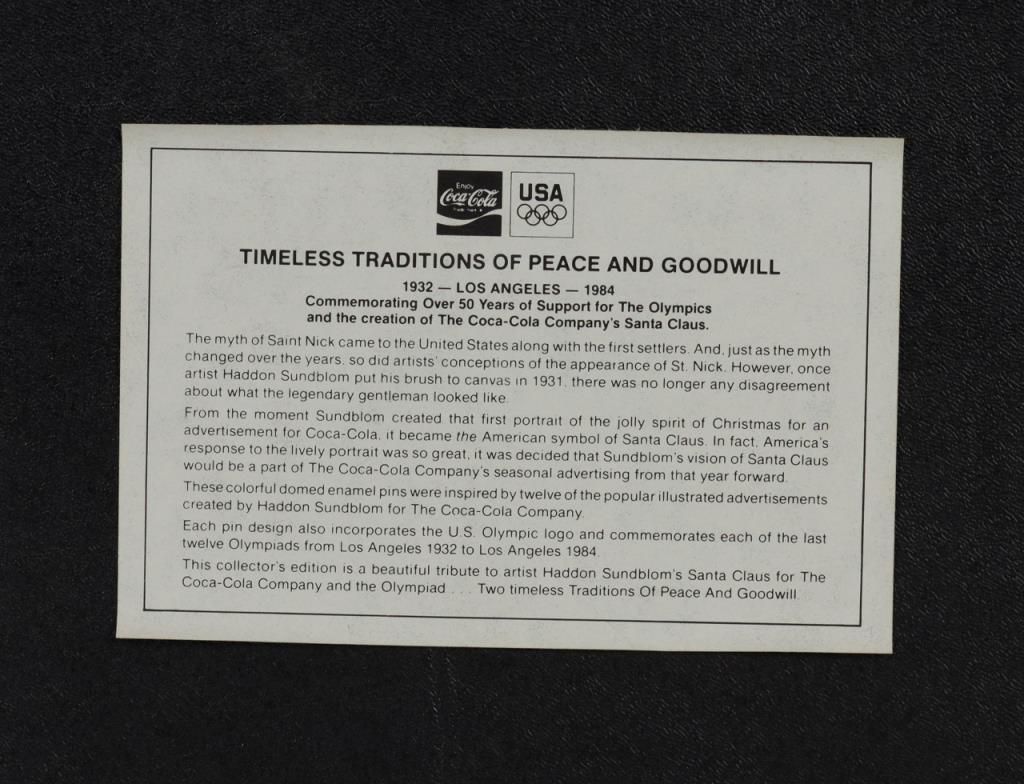 Enjoy
Coca-Cola
USA
TIMELESS TRADITIONS OF PEACE AND GOODWILL
1932 — LOS ANGELES — 1984
Commemorating Over 50 Years of Support for The Olympics
and the creation of The Coca-Cola Company's Santa Claus.
The myth of Saint Nick came to the United States along with the first settlers. And, just as the myth
changed over the years, so did artists' conceptions of the appearance of St. Nick. However, once
artist Haddon Sundblom put his brush to canvas in 1931, there was no longer any disagreement
about what the legendary gentleman looked like.
From the moment Sundblom created that first portrait of the jolly spirit of Christmas for an
advertisement for Coca-Cola, it became the American symbol of Santa Claus. In fact, America's
response to the lively portrait was so great, it was decided that Sundblom's vision of Santa Claus
would be a part of The Coca-Cola Company's seasonal advertising from that year forward.
These colorful domed enamel pins were inspired by twelve of the popular illustrated advertisements
created by Haddon Sundblom for The Coca-Cola Company.
Each pin design also incorporates the U.S. Olympic logo and commemorates each of the last
twelve Olympiads from Los Angeles 1932 to Los Angeles 1984.
This collector's edition is a beautiful tribute to artist Haddon Sundblom's Santa Claus for The
Coca-Cola Company and the Olympiad . . . Two timeless Traditions Of Peace And Goodwill.